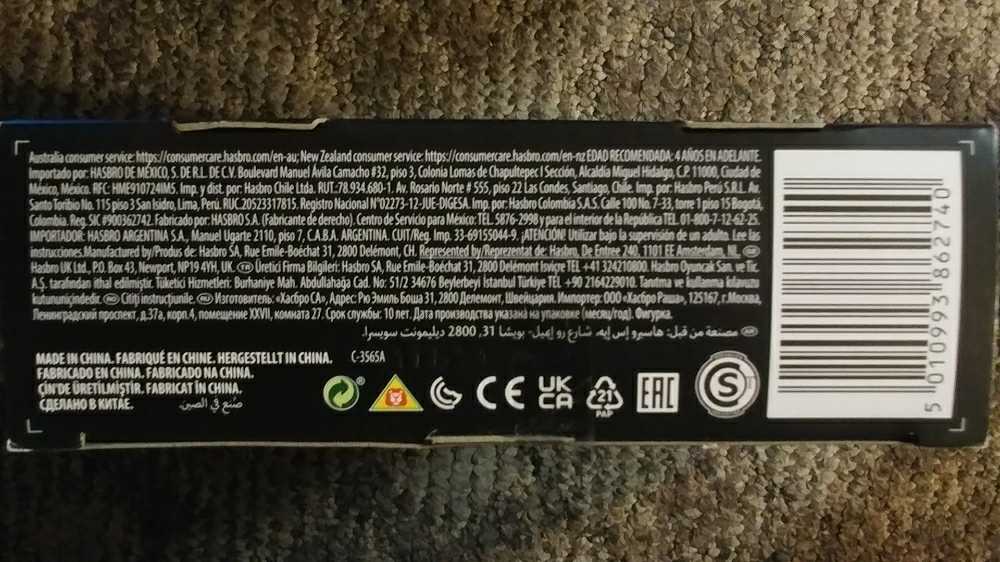 Australia consumer service: https://consumercare.hasbro.com/en-au; New Zealand consumer service: https://consumercare.hasbro.com/en-nz EDAD RECOMENDADA: 4 AÑOS EN ADELANTE.
Importado por: HASBRO DE MÉXICO, S. DE R.L. DE C.V. Boulevard Manuel Ávila Camacho #32, piso 3, Colonia Lomas de Chapultepec I Sección, Alcaldía Miguel Hidalgo, C.P. 11000, Ciudad de
México, México. RFC: HME910724IM5. Imp. y dist. por: Hasbro Chile Ltd. RUT: 78.934.680-1. Av. Rosario Norte # 555, piso 22 Las Condes, Santiago, Chile. Imp. por: Hasbro Perú S.R.L. Av.
Santo Toribio No. 115 piso 3 San Isidro, Lima, Perú. RUC.20523317815. Registro Nacional N°02273-12-JUE-DIGESA. Imp. por: Hasbro Colombia S.A.S. Calle 100 No. 7-33, torre 1 piso 15 Bogotá,
Colombia. Reg. SIC #900362742. Fabricado por: HASBRO S.A. (Fabricante de derecho). Centro de Servicio para México: TEL. 5876-2998 y para el interior de la República TEL. 01-800-7-12-62-25.
IMPORTADOR: HASBRO ARGENTINA S.A., Manuel Ugarte 2110, piso 7, C.A.B.A. ARGENTINA. CUIT/Reg. Imp. 33-69155044-9. ¡ATENCIÓN! Utilizar bajo la supervisión de un adulto. Lee las
instrucciones.Manufactured by/Produs de: Hasbro SA, Rue Emile-Boéchat 31, 2800 Delémont, CH. Represented by/Reprezentat de: Hasbro, De Entree 240, 1101 EE Amsterdam, NL. GB
Hasbro UK Ltd., P.O. Box 43, Newport, NP19 4YH, UK. TR Üretici Firma Bilgileri: Hasbro SA, Rue Emile-Boéchat 31, 2800 Delémont İsviçre TEL +41 324210800. Hasbro Oyuncak San. ve Tic.
A.Ş. tarafından ithal edilmiştir. Tüketici Hizmetleri: Burhaniye Mah. Abdullahağa Cad. No: 51/2 34676 Beylerbeyi İstanbul Türkiye TEL +90 2164229010. Tanıtma ve kullanma kılavuzu
kutununiçindedir. RO Citiți instrucțiunile. RU Изготовитель: «Хасбро СА», Адрес: Рю Эмиль Боша 31, 2800 Делемонт, Швейцария. Импортер: ООО «Хасбро Раша», 125167, г.Москва,
Ленинградский проспект, д.37а, корп.4, помещение XXVII, комната 27. Срок службы: 10 лет. Дата производства указана на упаковке (месяц/год). Фигурка.
AR مصنعة من قبل: هاسبرو إس إيه، شارع رو إميل- بويشا 31, 2800 ديليمونت سويسرا.
MADE IN CHINA. FABRIQUÉ EN CHINE. HERGESTELLT IN CHINA. C-3565A
FABRICADO EN CHINA. FABRICADO NA CHINA.
ÇİN'DE ÜRETİLMİŞTİR. FABRICAT ÎN CHINA.
СДЕЛАНО В КИТАЕ. صُنع في الصين.
CE UK CA 21 PAP EAC S
5 010993 862740